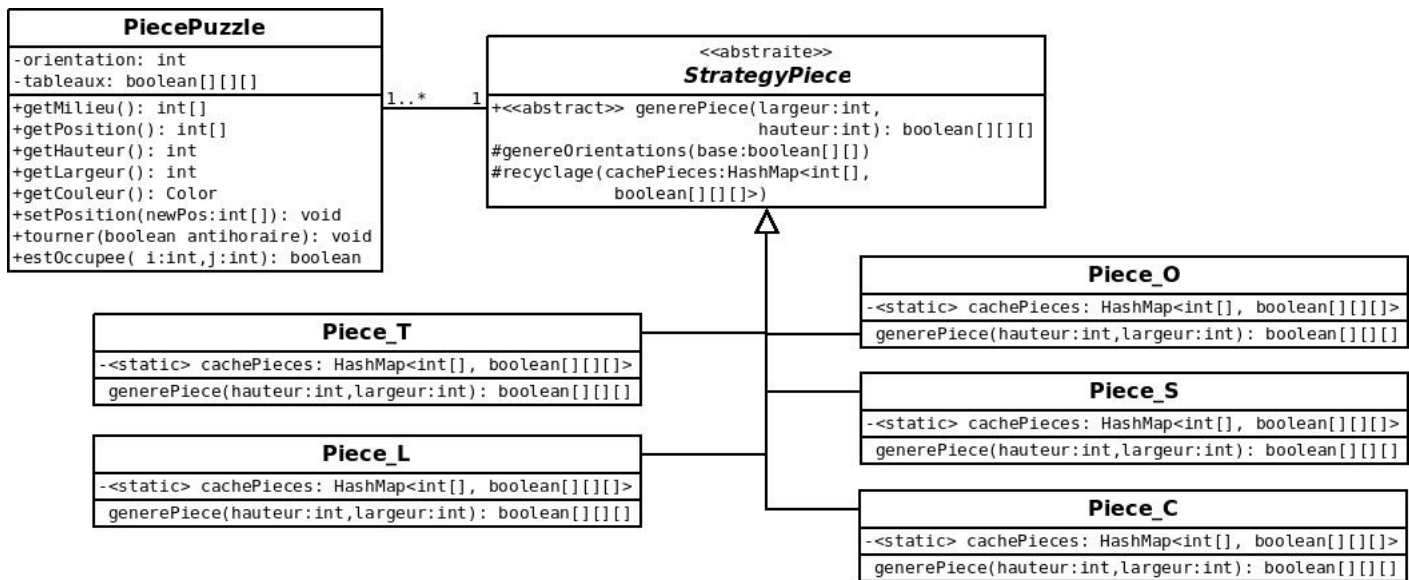 PiecePuzzle
-orientation: int
-tableaux: boolean[][][]
+getMilieu(): int[]
+getPosition(): int[]
+getHauteur(): int
+getLargeur(): int
+getCouleur(): Color
+setPosition(newPos:int[]): void
+tourner(boolean antihoraire): void
+estOccupee( i:int,j:int): boolean
1..*
1
<<abstraite>>
StrategyPiece
+<<abstract>> generePiece(largeur:int,
hauteur:int): boolean[][][]
#genereOrientations(base:boolean[][])
#recyclage(cachePieces:HashMap<int[],
boolean[][][]>)
Piece_T
-<static> cachePieces: HashMap<int[], boolean[][][]>
generePiece(hauteur:int,largeur:int): boolean[][][]
Piece_L
-<static> cachePieces: HashMap<int[], boolean[][][]>
generePiece(hauteur:int,largeur:int): boolean[][][]
Piece_O
-<static> cachePieces: HashMap<int[], boolean[][][]>
generePiece(hauteur:int,largeur:int): boolean[][][]
Piece_S
-<static> cachePieces: HashMap<int[], boolean[][][]>
generePiece(hauteur:int,largeur:int): boolean[][][]
Piece_C
-<static> cachePieces: HashMap<int[], boolean[][][]>
generePiece(hauteur:int,largeur:int): boolean[][][]